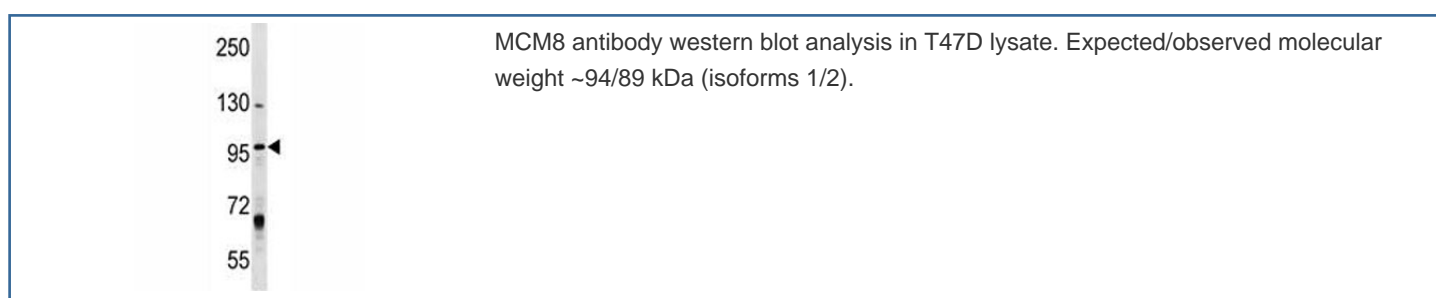 250
130
95
72
55
MCM8 antibody western blot analysis in T47D lysate. Expected/observed molecular
weight ~94/89 kDa (isoforms 1/2).